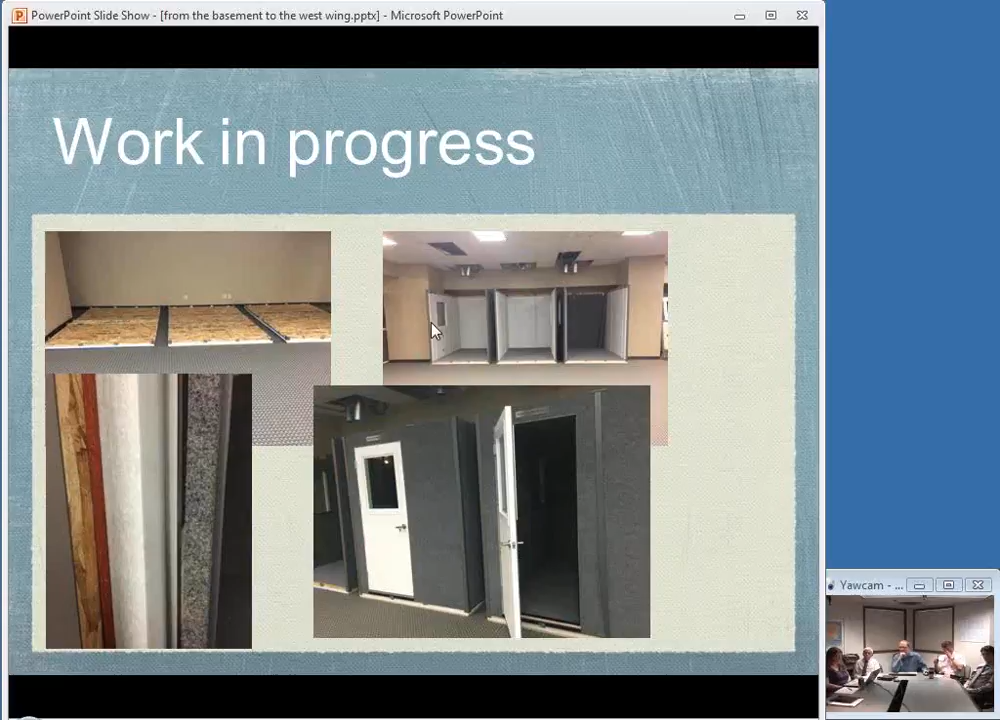 PowerPoint Slide Show - [from the basement to the west wing.pptx] - Microsoft PowerPoint
Work in progress
Yawcam - ...